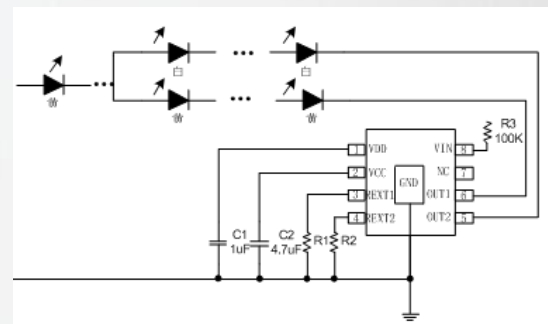 白 白
黄 黄 黄
R3
100K
1 VDD VIN 8
2 VCC NC 7
GND
3 REXT1 OUT1 6
4 REXT2 OUT2 5
C1
1uF
C2
4.7uF
R1
R2